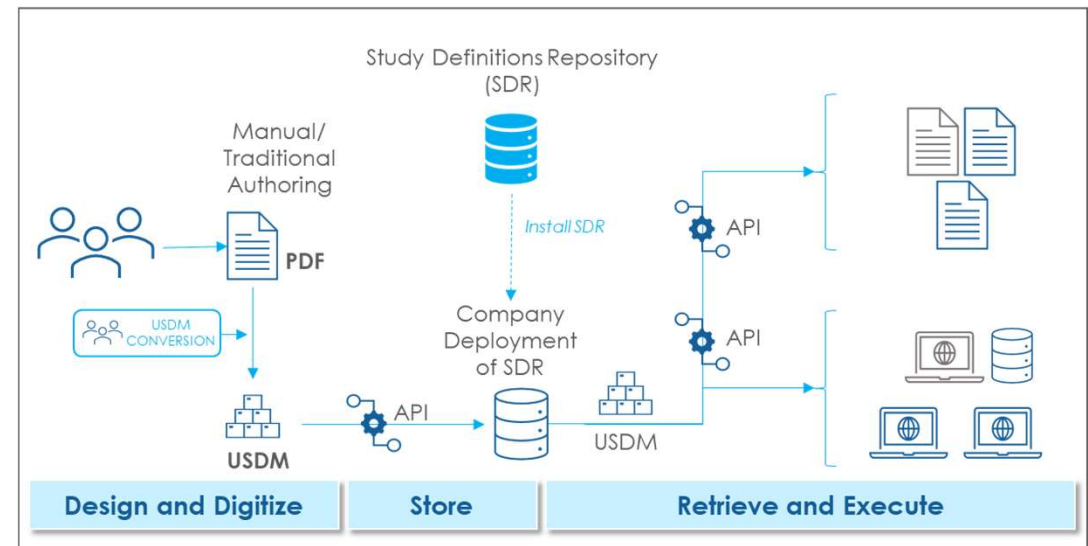 Study Definitions Repository
(SDR)
Manual/
Traditional
Authoring
PDF
Install SDR
API
USDM
CONVERSION
Company
Deployment
of SDR
API
API
USDM
USDM
Design and Digitize
Store
Retrieve and Execute